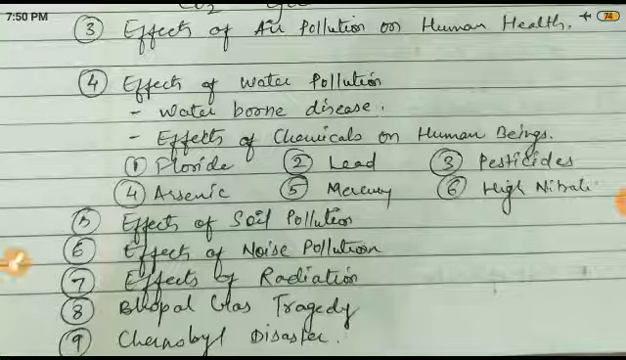 7:50 PM 74
CO2
③ Effects of Air Pollution on Human Health.
④ Effects of Water Pollution
- Water borne disease.
- Effects of Chemicals on Human Beings.
① Floride ② Lead ③ Pesticides
④ Arsenic ⑤ Mercury ⑥ High Nitrate
⑤ Effects of Soil Pollution
⑥ Effect of Noise Pollution
⑦ Effects of Radiation
⑧ Bhopal Gas Tragedy
⑨ Chernobyl Disaster.